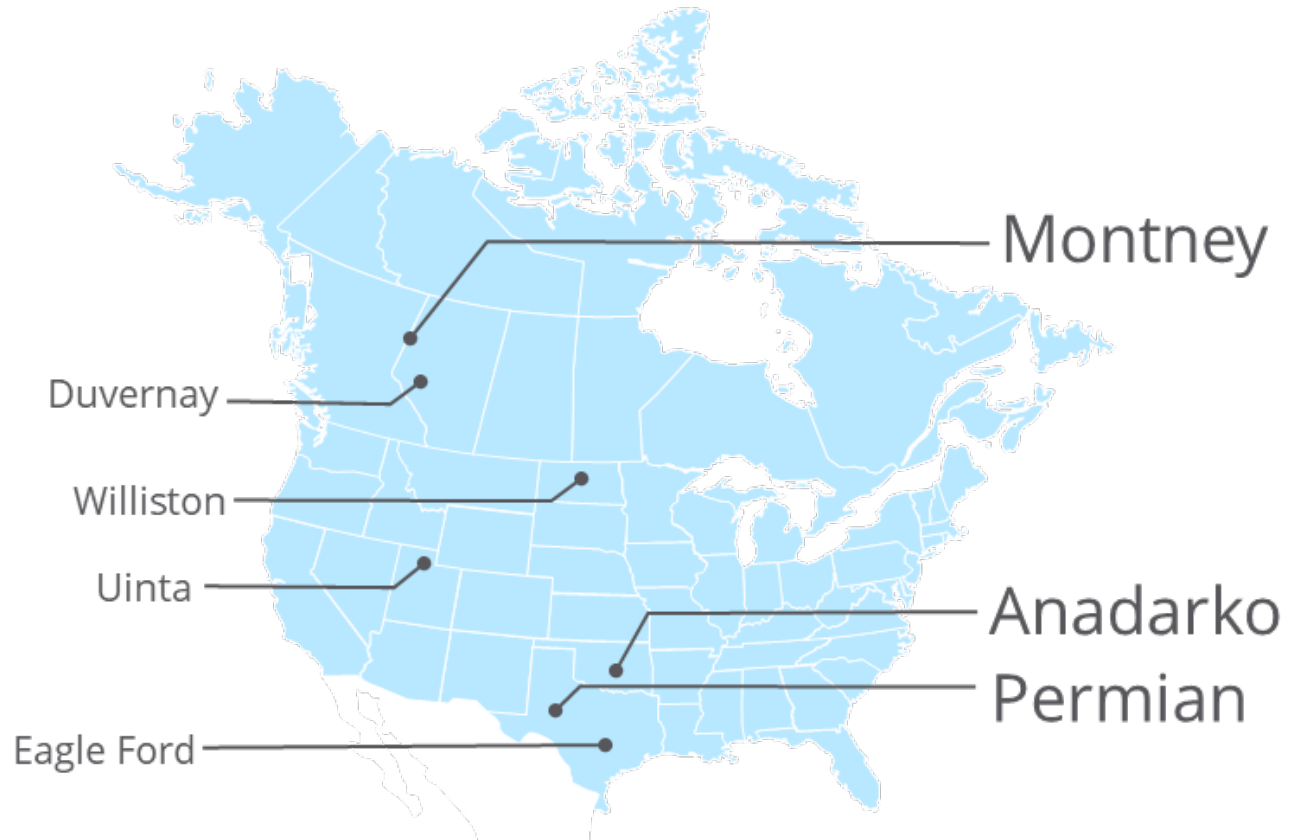 Montney
Duvernay
Williston
Uinta
Anadarko
Permian
Eagle Ford